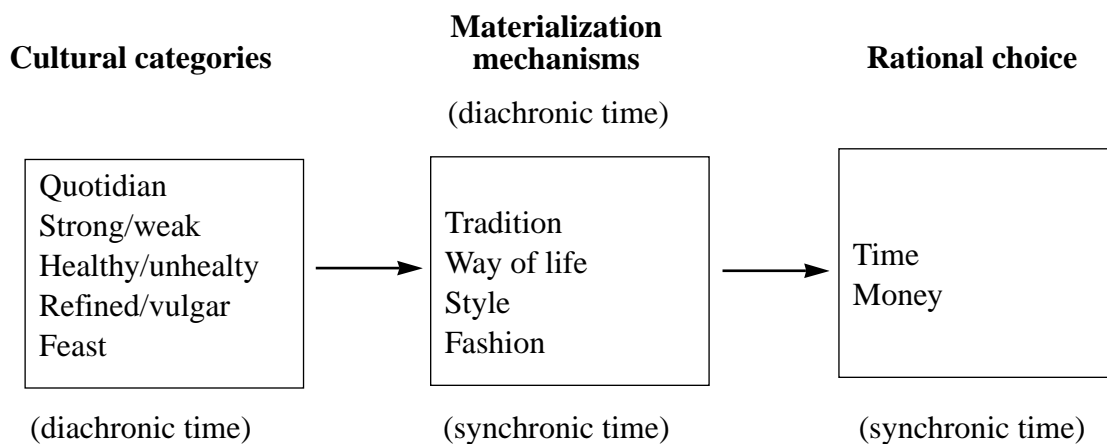 Cultural categories
Materialization
mechanisms
(diachronic time)
Rational choice
Quotidian
Strong/weak
Healthy/unhealty
Refined/vulgar
Feast
(diachronic time)
Tradition
Way of life
Style
Fashion
(synchronic time)
Time
Money
(synchronic time)